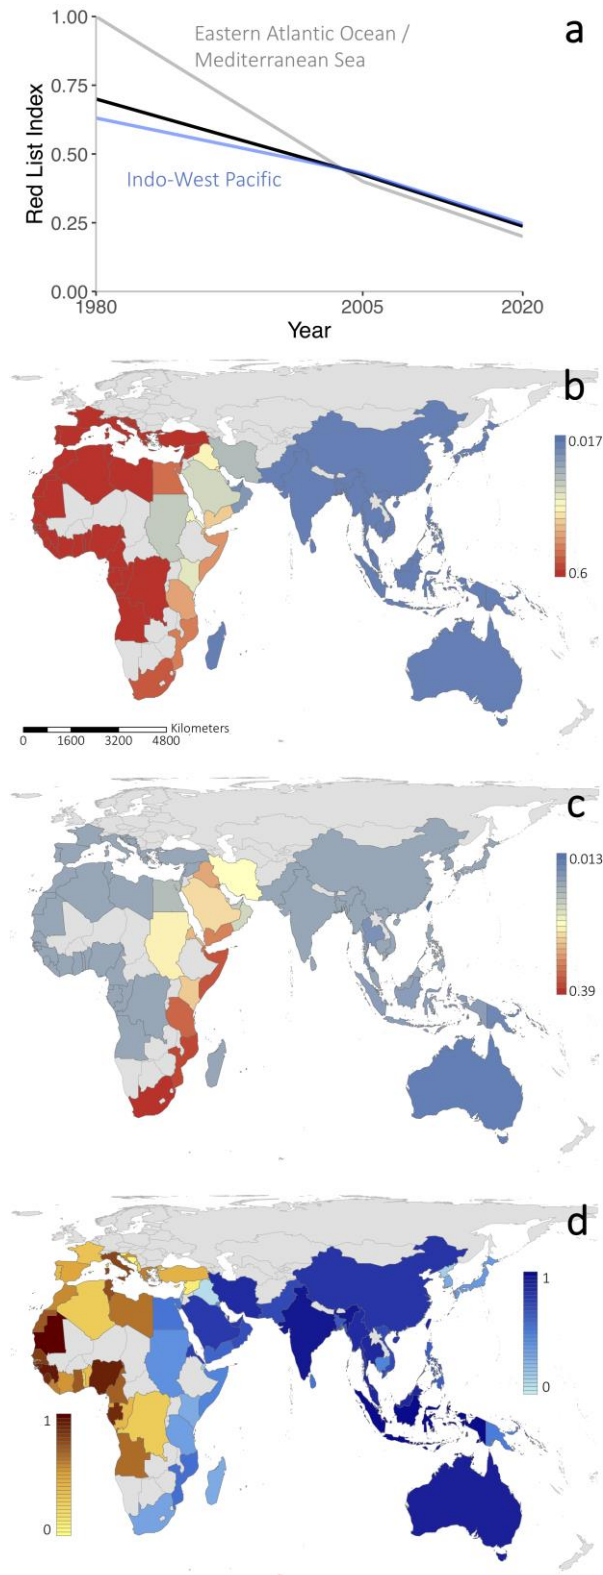 a
1.00
Eastern Atlantic Ocean /
Mediterranean Sea
0.75
Red List Index
0.50
Indo-West Pacific
0.25
0.00
1980
2005
2020
Year
b
0.017
0.6
Kilometers
0 1600 3200 4800
c
0.013
0.39
d
1
0
1
0